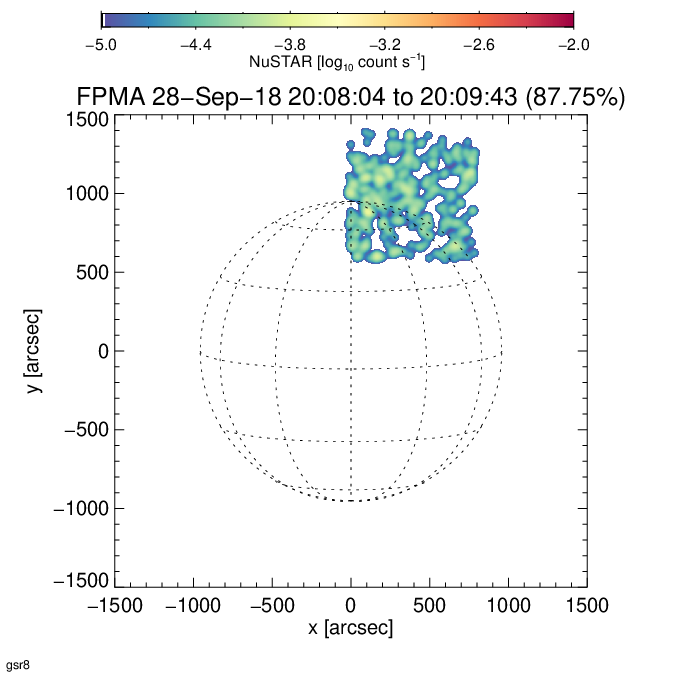 −5.0 −4.4 −3.8 −3.2 −2.6 −2.0
NuSTAR [log10 count s−1]
FPMA 28−Sep−18 20:08:04 to 20:09:43 (87.75%)
1500
1000
500
0
−500
−1000
−1500
y [arcsec]
−1500 −1000 −500 0 500 1000 1500
x [arcsec]
gsr8